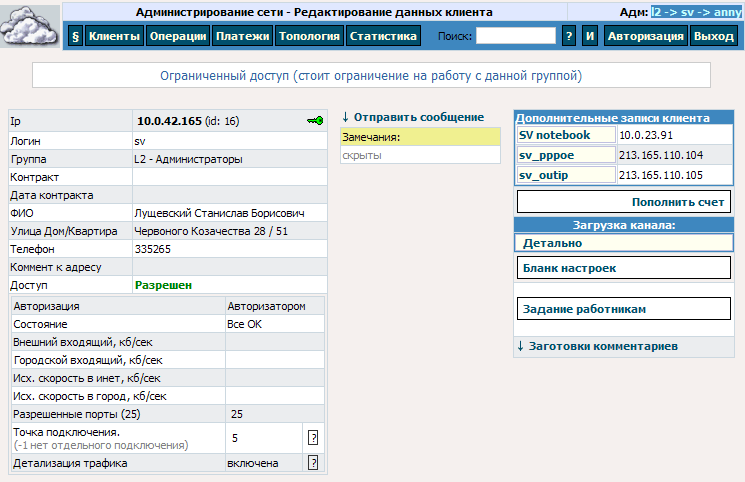 Администрирование сети - Редактирование данных клиента
Адм: l2 -> sv -> anny
§ Клиенты Операции Платежи Топология Статистика Поиск: ? И Авторизация Выход
Ограниченный доступ (стоит ограничение на работу с данной группой)
Ip 10.0.42.165 (id: 16)
Логин sv
Группа L2 - Администраторы
Контракт
Дата контракта
ФИО Лущевский Станислав Борисович
Улица Дом/Квартира Червоного Козачества 28 / 51
Телефон 335265
Коммент к адресу
Доступ Разрешен
Авторизация Авторизатором
Состояние Все ОК
Внешний входящий, кб/сек
Городской входящий, кб/сек
Исх. скорость в инет, кб/сек
Исх. скорость в город, кб/сек
Разрешенные порты (25) 25
Точка подключения. 5 ?
(-1 нет отдельного подключения)
Детализация трафика включена ?
↓ Отправить сообщение
Замечания:
скрыты
Дополнительные записи клиента
SV notebook 10.0.23.91
sv_pppoe 213.165.110.104
sv_outip 213.165.110.105
Пополнить счет
Загрузка канала:
Детально
Бланк настроек
Задание работникам
↓ Заготовки комментариев